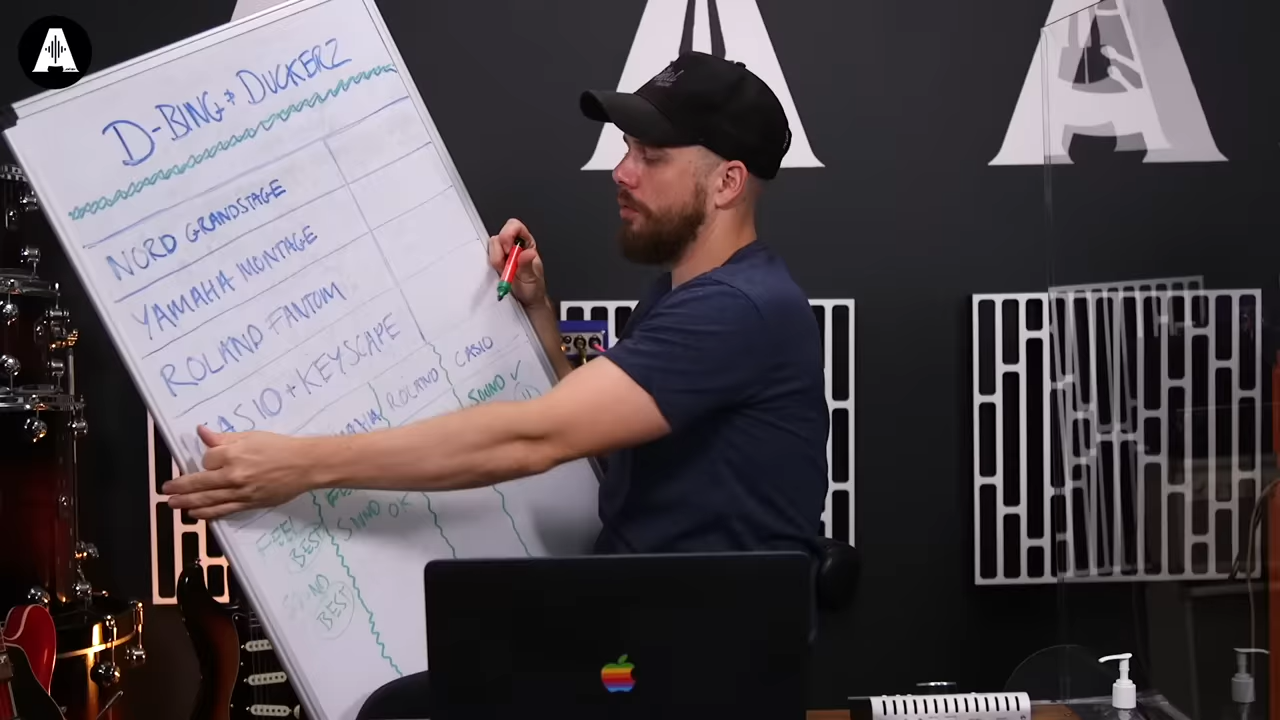 D-BING & DUCKERZ
NORD GRANDSTAGE
YAMAHA MONTAGE
ROLAND FANTOM
CASIO + KEYSCAPE
ROLAND CASIO
SOUND ✓
SOUND OK
FEEL
BEST
SOUND
BEST